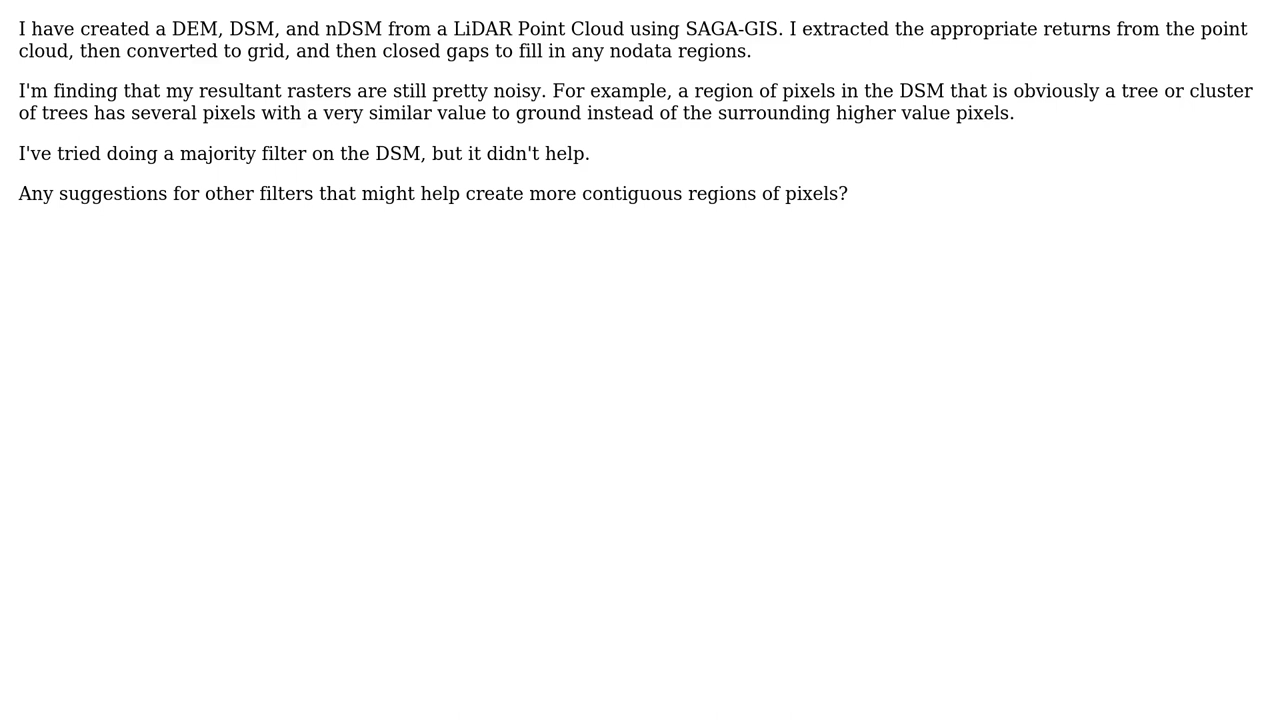 I have created a DEM, DSM, and nDSM from a LiDAR Point Cloud using SAGA-GIS. I extracted the appropriate returns from the point
cloud, then converted to grid, and then closed gaps to fill in any nodata regions.
I'm finding that my resultant rasters are still pretty noisy. For example, a region of pixels in the DSM that is obviously a tree or cluster
of trees has several pixels with a very similar value to ground instead of the surrounding higher value pixels.
I've tried doing a majority filter on the DSM, but it didn't help.
Any suggestions for other filters that might help create more contiguous regions of pixels?